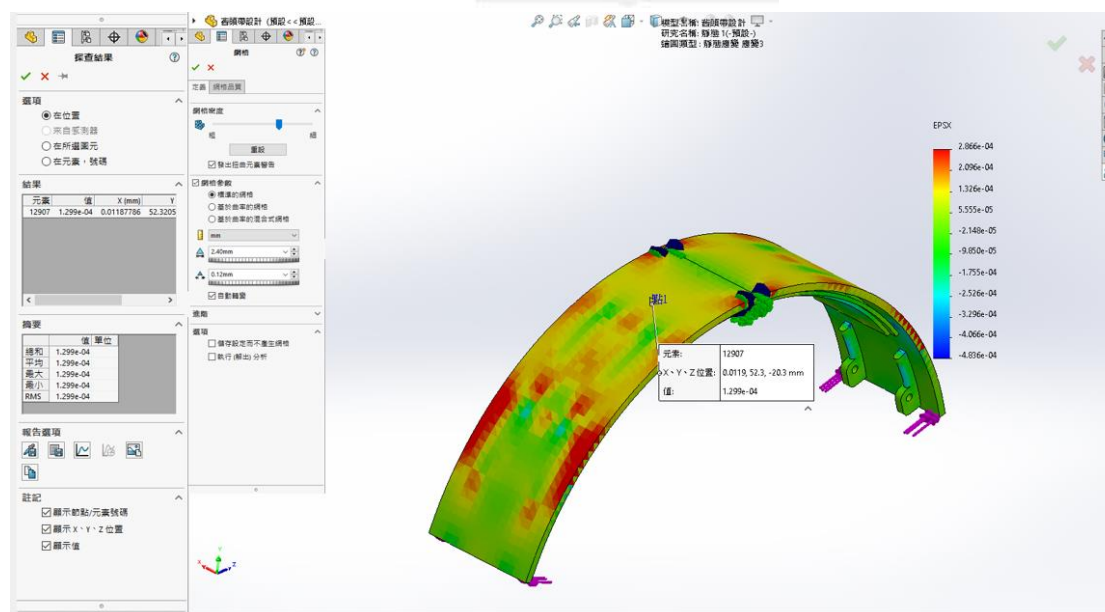 舀頭帶設計 (預設<<預設...
探查結果
選項
在位置
來自感測器
在所選圖元
在元素,號碼
結果
元素 值 X (mm) Y
12907 1.299e-04 0.01187786 52.3205
摘要
值 單位
總和 1.299e-04
平均 1.299e-04
最大 1.299e-04
最小 1.299e-04
RMS 1.299e-04
報告選項
註記
顯示節點/元素號碼
顯示 X、Y、Z 位置
顯示值
網格
定義 網格品質
網格密度
粗 細
重設
發出扭曲元素警告
網格參數
標準的網格
基於曲率的網格
基於曲率的混合式網格
mm
2.40mm
0.12mm
自動轉變
進階
選項
儲存設定而不產生網格
執行 (解出) 分析
研究名稱: 靜態 1(-預設-)
繪圖類型: 靜態應變 應變3
EPSX
2.866e-04
2.096e-04
1.326e-04
5.555e-05
-2.148e-05
-9.850e-05
-1.755e-04
-2.526e-04
-3.296e-04
-4.066e-04
-4.836e-04
元素: 12907
X、Y、Z 位置: 0.0119, 52.3, -20.3 mm
值: 1.299e-04
Y
X
Z